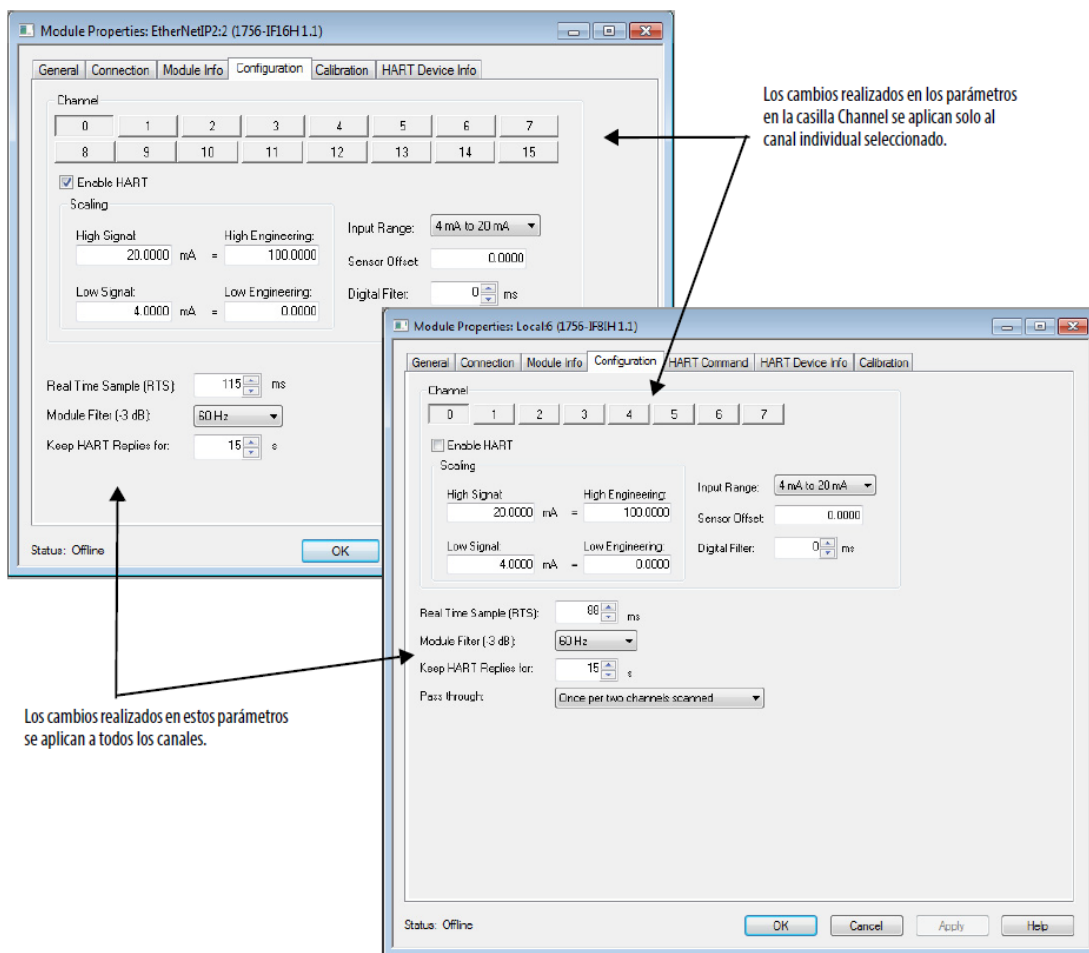 Module Properties: EtherNetIP2:2 (1756-IF16H 1.1)
General Connection Module Info Configuration Calibration HART Device Info
Channel
0 1 2 3 4 5 6 7
8 9 10 11 12 13 14 15
Enable HART
Scaling
High Signal: High Engineering:
20.0000 mA = 100.0000
Low Signal: Low Engineering:
4.0000 mA = 0.0000
Input Range: 4 mA to 20 mA
Sensor Offset: 0.0000
Digital Filter: 0 ms
Real Time Sample (RTS): 115 ms
Module Filter (-3 dB): 60 Hz
Keep HART Replies for: 15 s
Status: Offline
OK
Los cambios realizados en los parámetros
en la casilla Channel se aplican solo al
canal individual seleccionado.
Module Properties: Local:6 (1756-IF8IH 1.1)
General Connection Module Info Configuration HART Command HART Device Info Calibration
Channel
0 1 2 3 4 5 6 7
Enable HART
Scaling
High Signal: High Engineering:
20.0000 mA = 100.0000
Low Signal: Low Engineering:
4.0000 mA = 0.0000
Input Range: 4 mA to 20 mA
Sensor Offset: 0.0000
Digital Filter: 0 ms
Real Time Sample (RTS): 88 ms
Module Filter (-3 dB): 60 Hz
Keep HART Replies for: 15 s
Pass through: Once per two channels scanned
Status: Offline
OK Cancel Apply Help
Los cambios realizados en estos parámetros
se aplican a todos los canales.